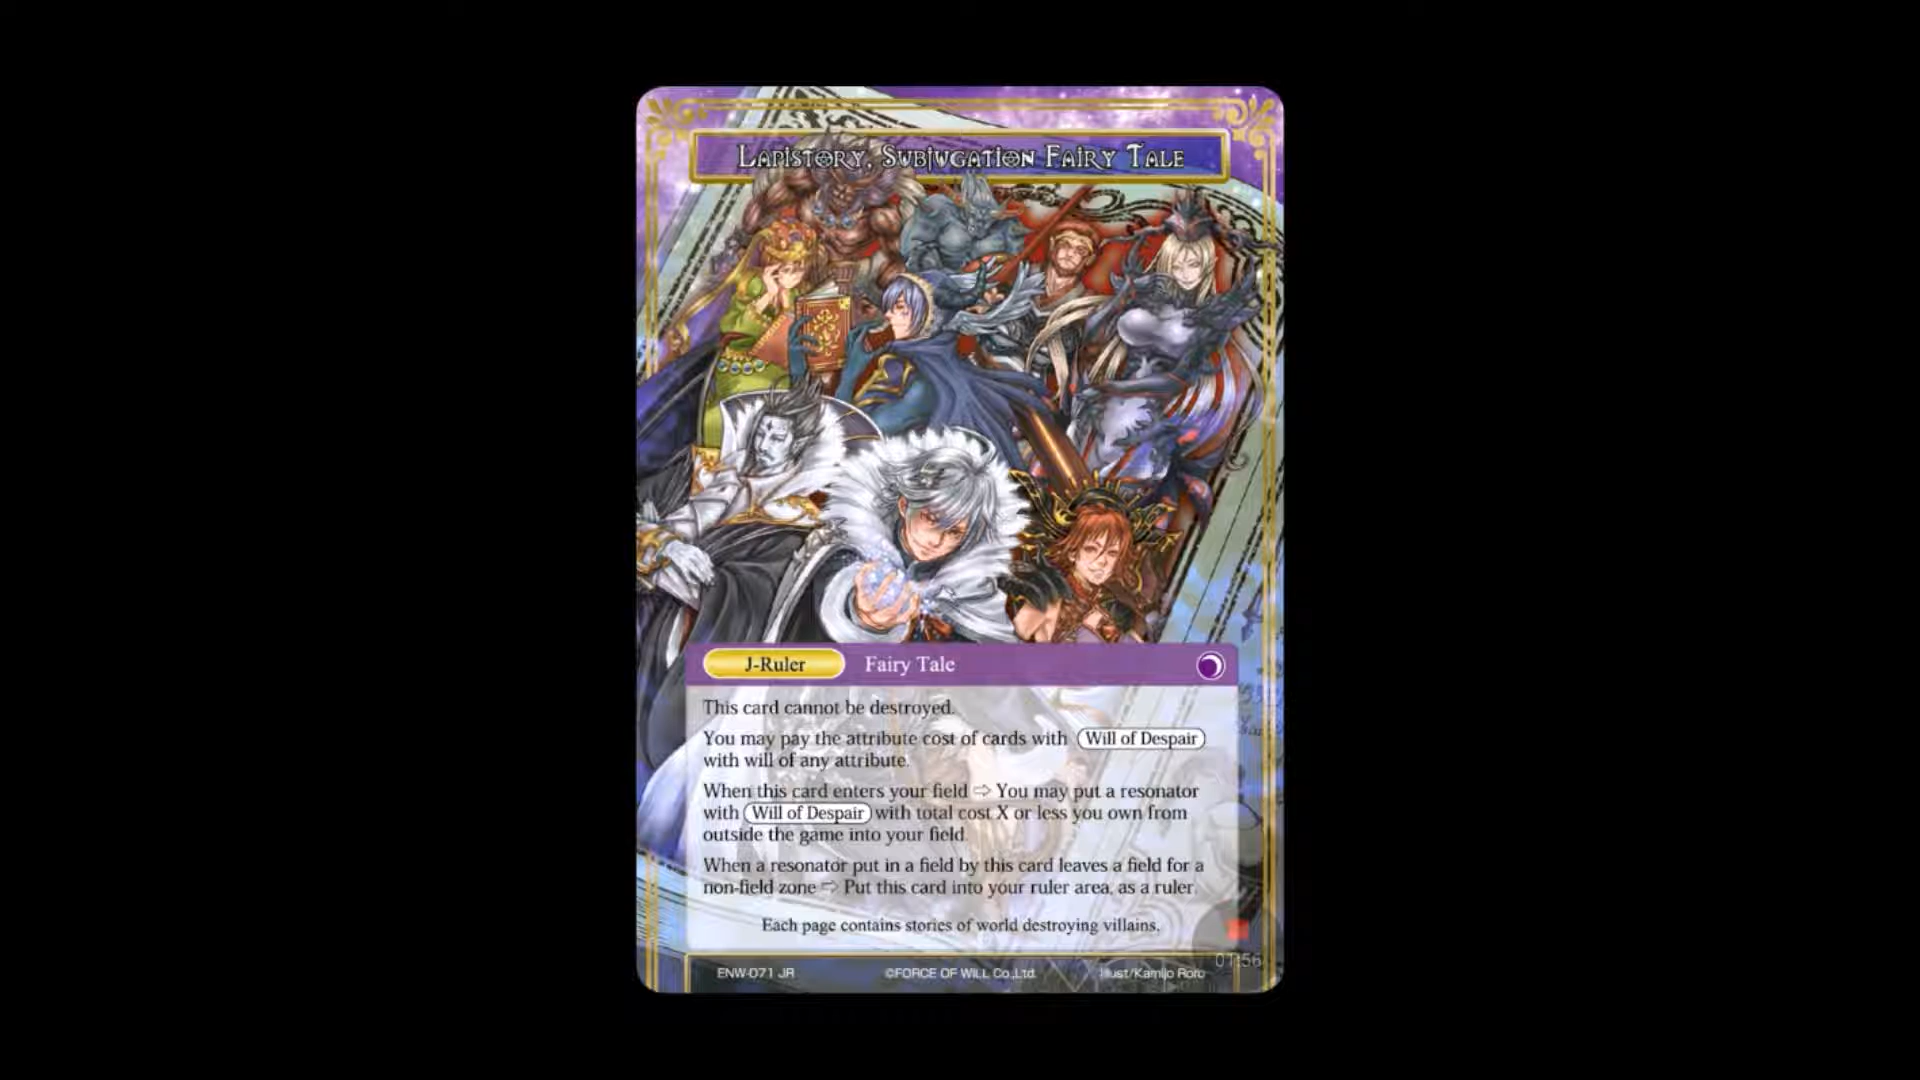 Lapistory, Subjugation Fairy Tale
J-Ruler Fairy Tale
This card cannot be destroyed.
You may pay the attribute cost of cards with Will of Despair
with will of any attribute.
When this card enters your field ⇨ You may put a resonator
with Will of Despair with total cost X or less you own from
outside the game into your field.
When a resonator put in a field by this card leaves a field for a
non-field zone ⇨ Put this card into your ruler area, as a ruler.
Each page contains stories of world destroying villains.
01:56
ENW-071 JR ©FORCE OF WILL Co.,Ltd. Illust/Kamijo Roro